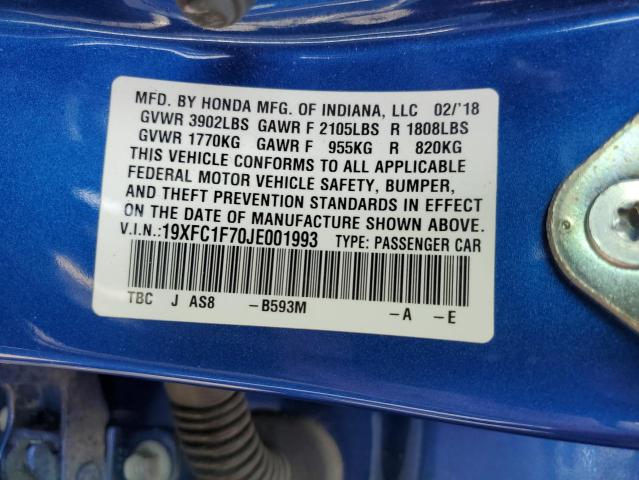 MFD. BY HONDA MFG. OF INDIANA, LLC 02/'18
GVWR 3902LBS GAWR F 2105LBS R 1808LBS
GVWR 1770KG GAWR F 955KG R 820KG
THIS VEHICLE CONFORMS TO ALL APPLICABLE
FEDERAL MOTOR VEHICLE SAFETY, BUMPER,
AND THEFT PREVENTION STANDARDS IN EFFECT
ON THE DATE OF MANUFACTURE SHOWN ABOVE.
V.I.N.:19XFC1F70JE001993 TYPE: PASSENGER CAR
TBC J AS8 -B593M -A -E